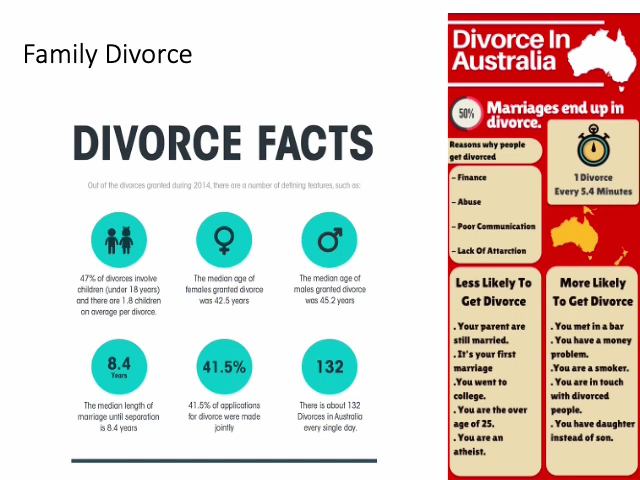 Family Divorce
DIVORCE FACTS
Out of the divorces granted during 2014, there are a number of defining features, such as:
47% of divorces involve
children (under 18 years)
and there are 1.8 children
on average per divorce.
The median age of
females granted divorce
was 42.5 years
The median age of
males granted divorce
was 45.2 years
8.4
Years
The median length of
marriage until separation
is 8.4 years
41.5%
41.5% of applications
for divorce were made
jointly
132
There is about 132
Divorces in Australia
every single day.
Divorce In
Australia
50%
Marriages end up in
divorce.
Reasons why people
get divorced
- Finance
- Abuse
- Poor Communication
- Lack Of Attarction
1 Divorce
Every 5.4 Minutes
Less Likely To
Get Divorce
. Your parent are
still married.
. It's your first
marriage
.You went to
college.
. You are the over
age of 25.
. You are an
atheist.
More Likely
To Get Divorce
. You met in a bar
. You have a money
problem.
.You are a smoker.
. You are in touch
with divorced
people.
. You have daughter
instead of son.